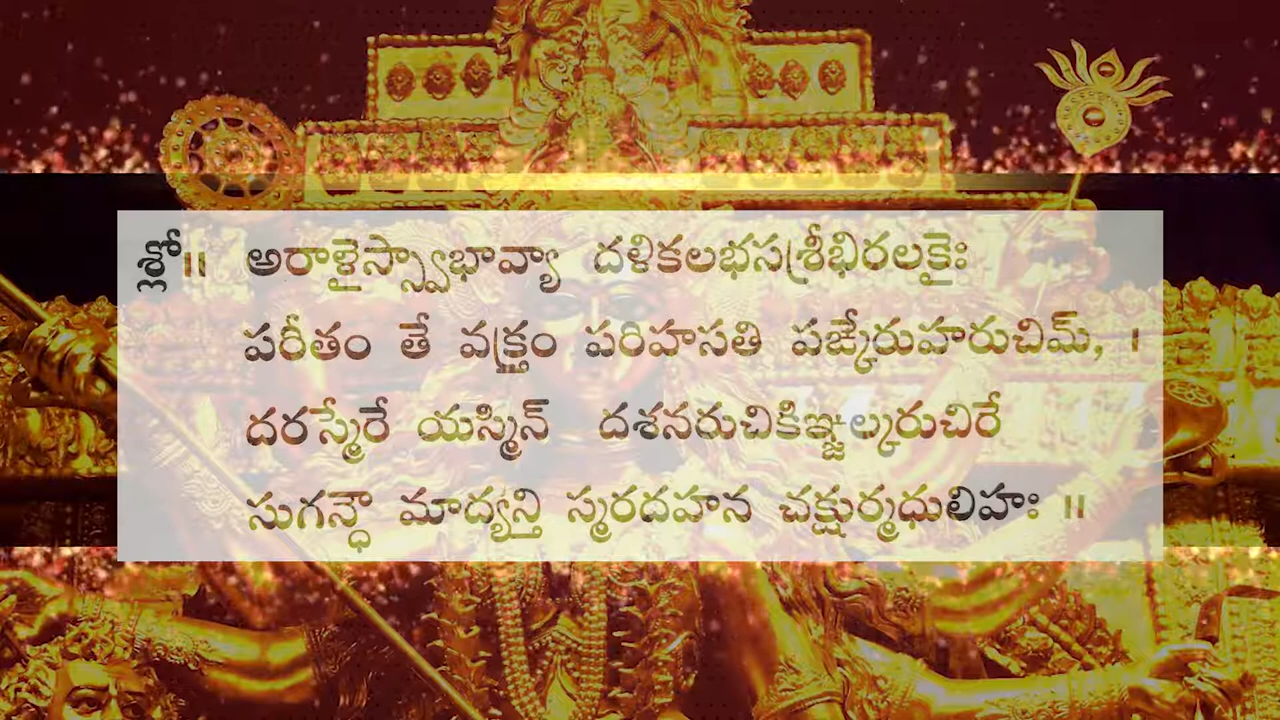 శ్లో॥ అరాళైస్స్వాభావ్యా దళికలభసశ్రీభిరలకైః
పరీతం తే వక్త్రం పరిహసతి పఙ్కేరుహరుచిమ్, ।
దరస్మేరే యస్మిన్ దశనరుచికిఞ్జల్కరుచిరే
సుగన్ధౌ మాద్యన్తి స్మరదహన చక్షుర్మధులిహః ॥